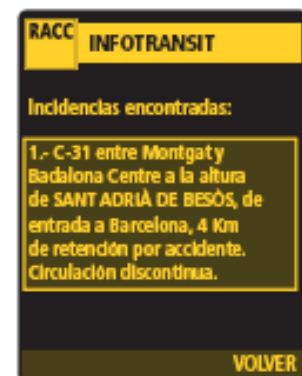 RACC INFOTRANSIT
Incidencias encontradas:
1.- C-31 entre Montgat y
Badalona Centre a la altura
de SANT ADRIÀ DE BESÒS, de
entrada a Barcelona, 4 Km
de retención por accidente.
Circulación discontinua.
VOLVER